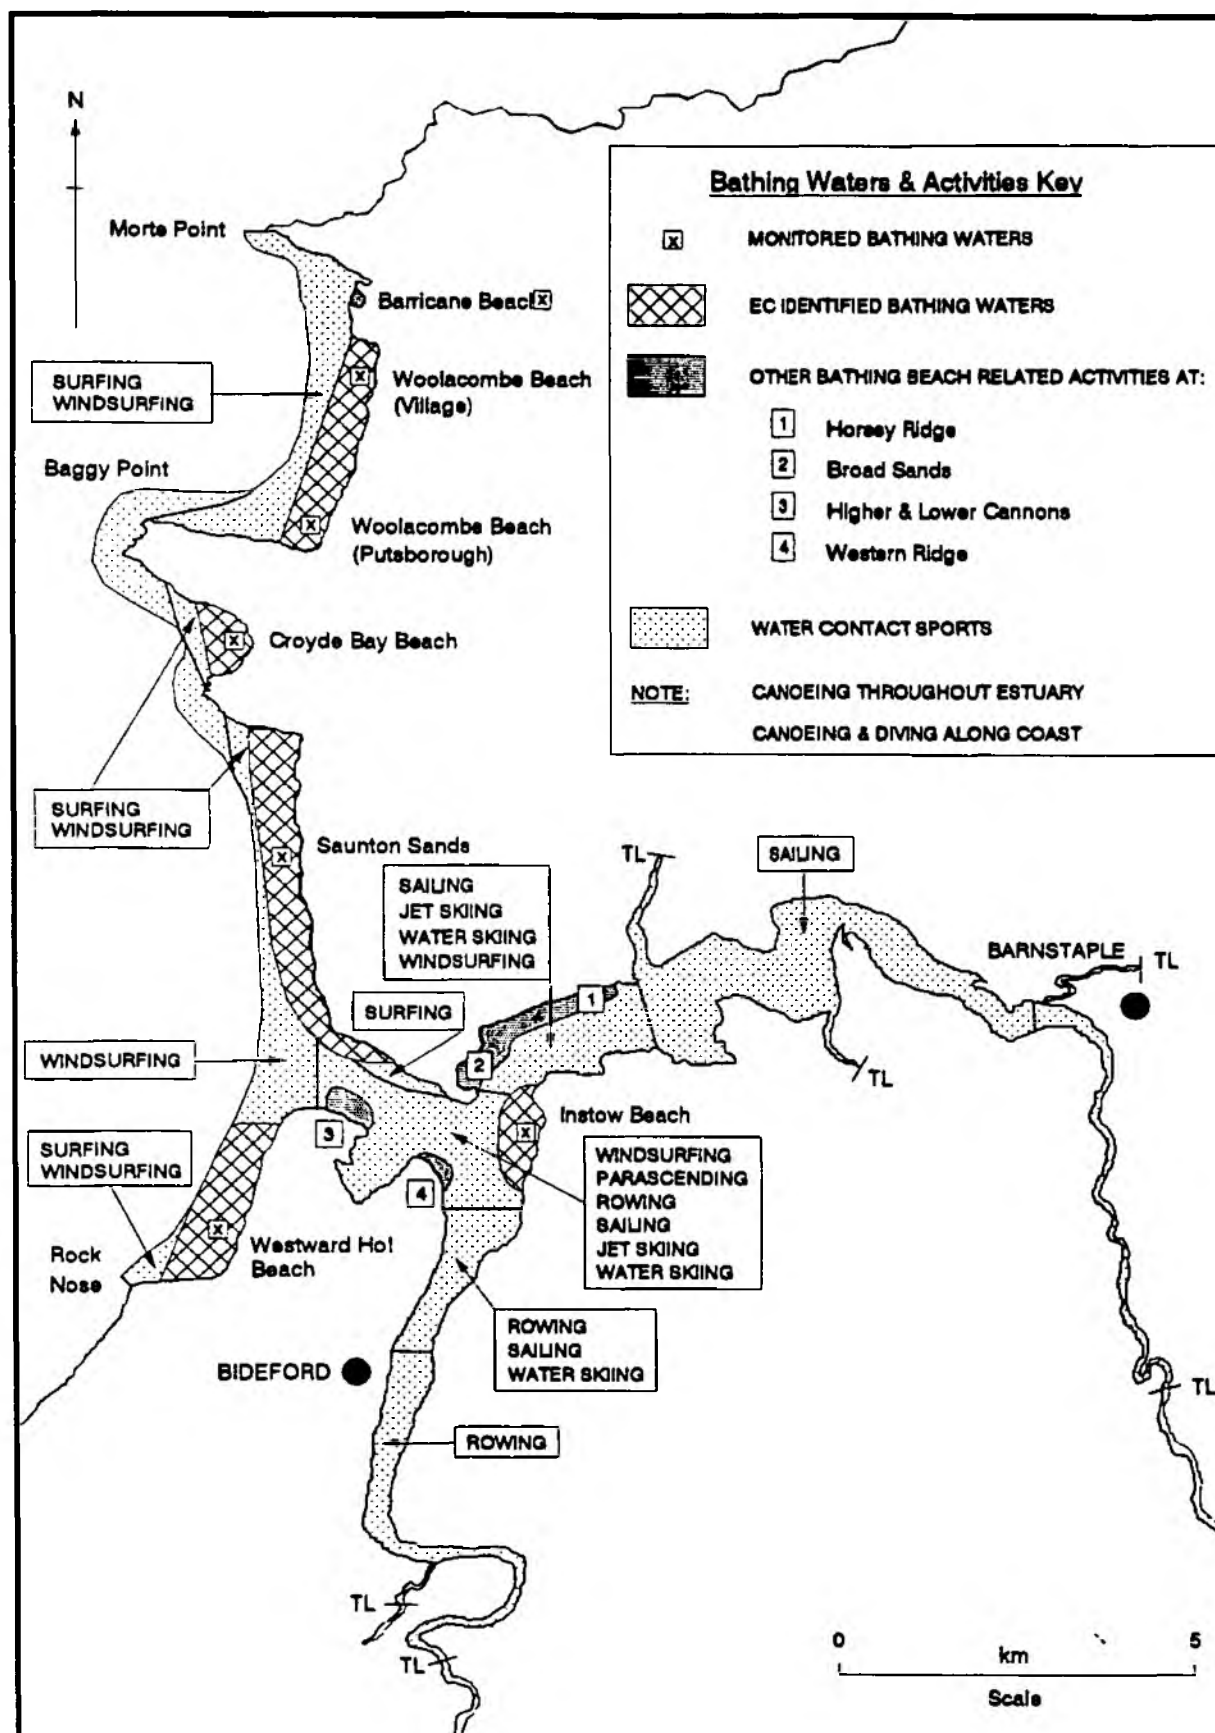 N
Morte Point
Barricane Beach
x
Woolacombe Beach
(Village)
x
SURFING
WINDSURFING
Baggy Point
Woolacombe Beach
(Putsborough)
x
Croyde Bay Beach
x
SURFING
WINDSURFING
Saunton Sands
x
Bathing Waters & Activities Key
x MONITORED BATHING WATERS
EC IDENTIFIED BATHING WATERS
OTHER BATHING BEACH RELATED ACTIVITIES AT:
1 Horsey Ridge
2 Broad Sands
3 Higher & Lower Cannons
4 Western Ridge
WATER CONTACT SPORTS
NOTE: CANOEING THROUGHOUT ESTUARY
CANOEING & DIVING ALONG COAST
SAILING
JET SKIING
WATER SKIING
WINDSURFING
TL
SAILING
BARNSTAPLE
TL
1
SURFING
WINDSURFING
2
TL
3
Instow Beach
x
4
SURFING
WINDSURFING
WINDSURFING
PARASCENDING
ROWING
SAILING
JET SKIING
WATER SKIING
x
Westward Ho!
Beach
Rock
Nose
ROWING
SAILING
WATER SKIING
BIDEFORD
TL
ROWING
TL
TL
0 5
km
Scale